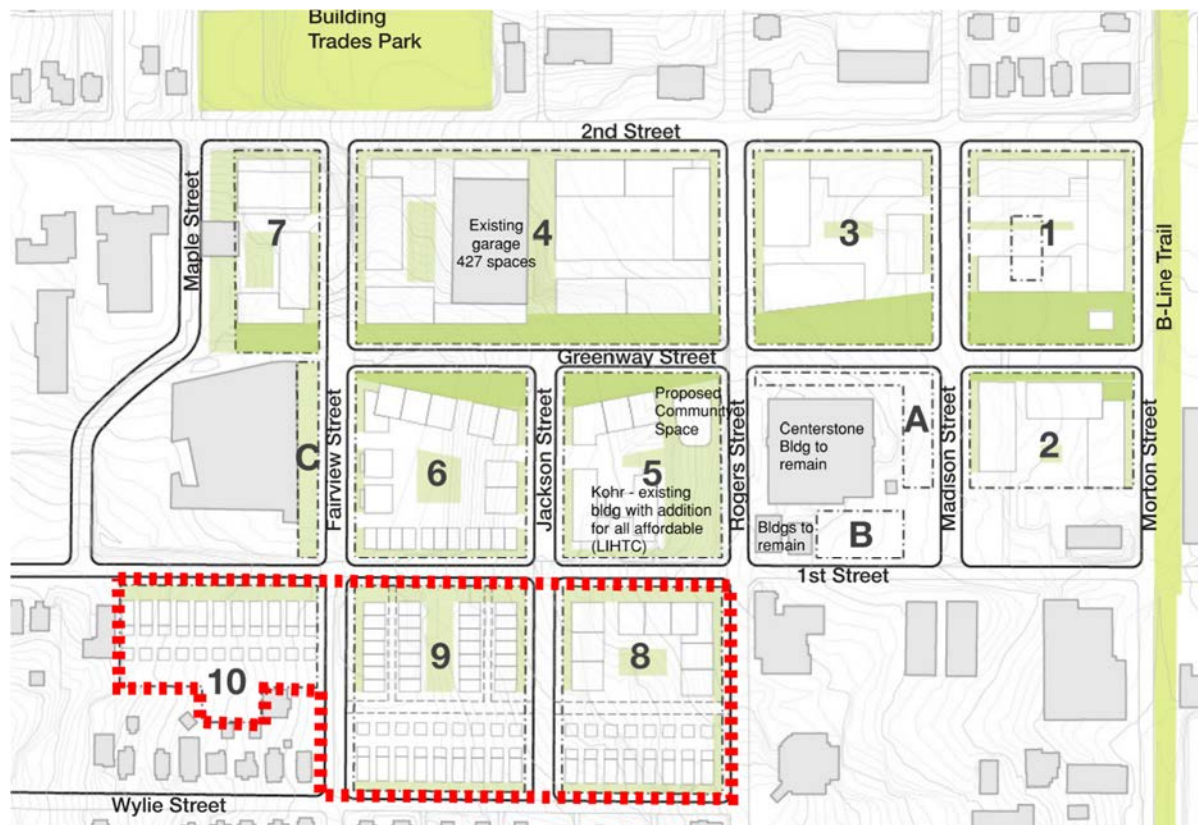 Building
Trades Park
2nd Street
Maple Street
7
Existing
garage
427 spaces
4
3
1
B-Line Trail
Greenway Street
C
Fairview Street
6
Jackson Street
Proposed
Community
Space
5
Kohr - existing
bldg with addition
for all affordable
(LIHTC)
Rogers Street
Centerstone
Bldg to
remain
A
Bldgs to
remain
B
Madison Street
2
Morton Street
1st Street
10
9
8
Wylie Street